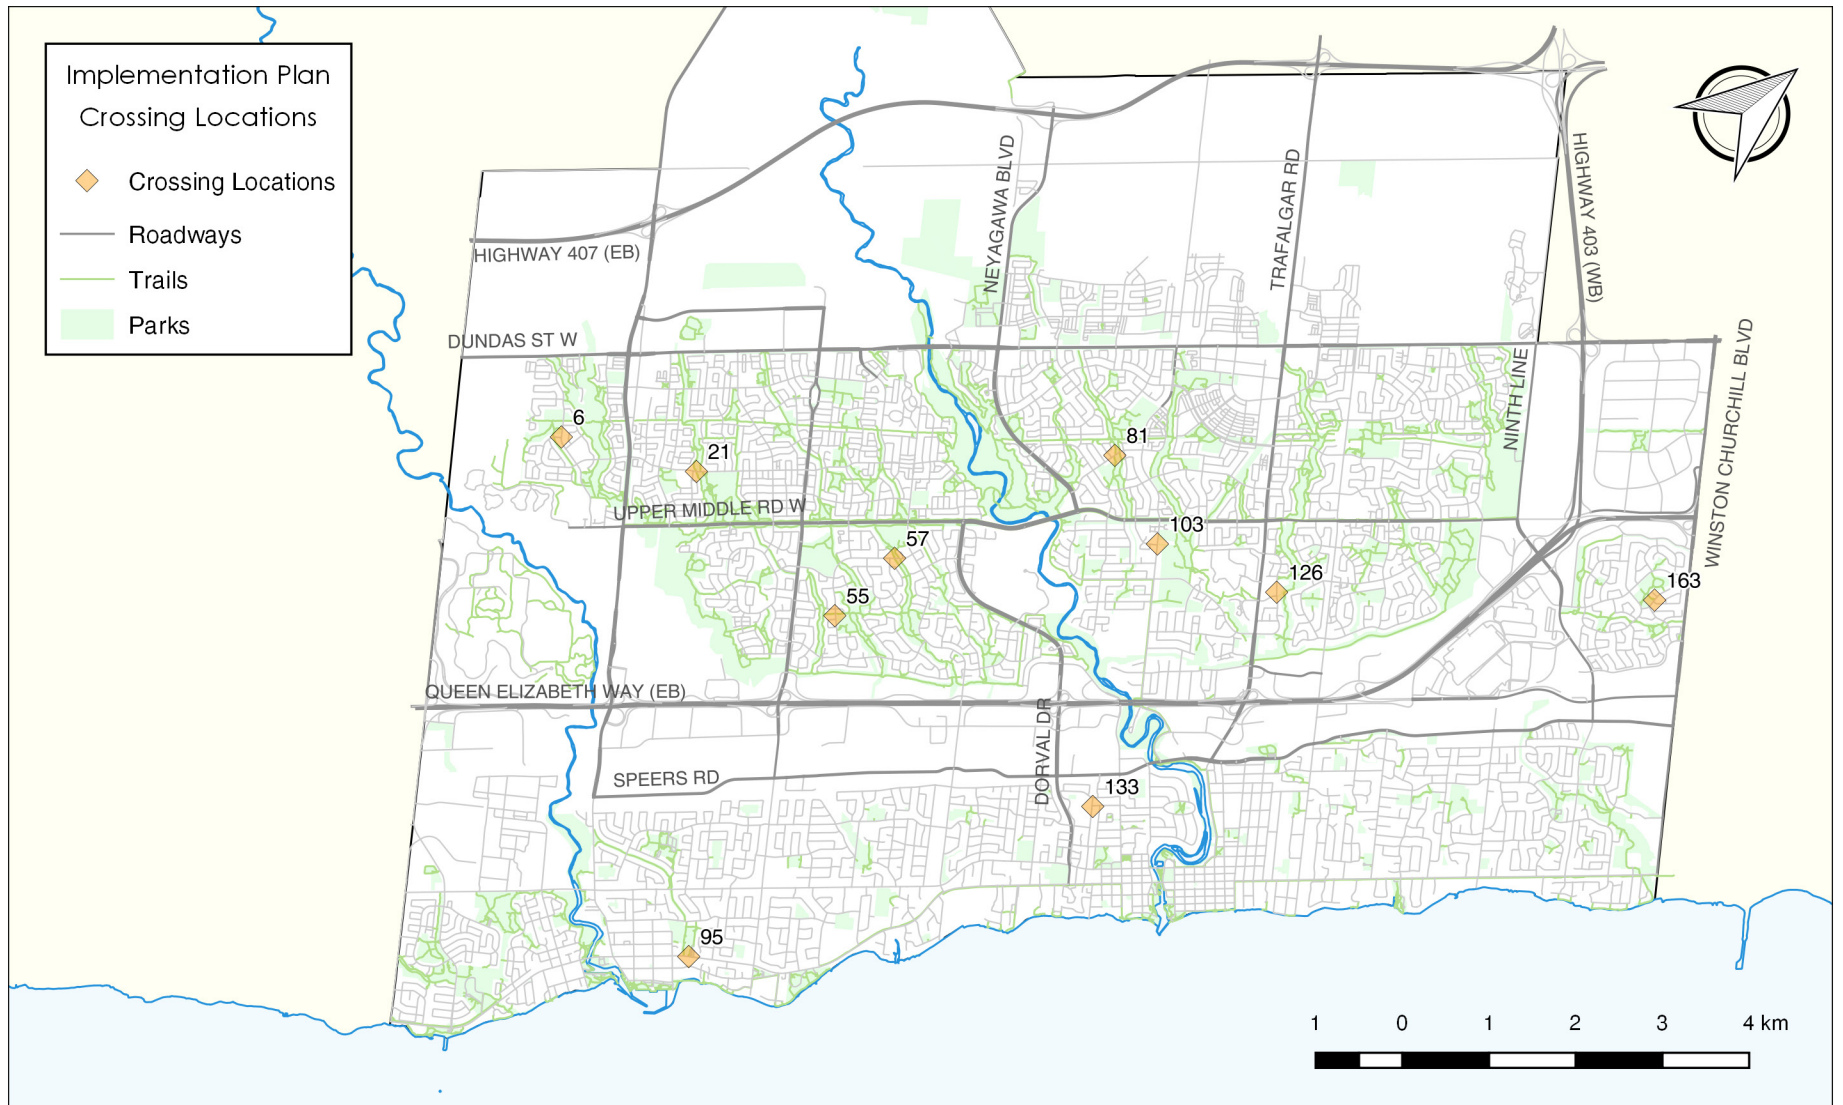 Implementation Plan
Crossing Locations
Crossing Locations
Roadways
Trails
Parks
HIGHWAY 407 (EB)
NEYAGAWA BLVD
TRAFALGAR RD
HIGHWAY 403 (WB)
DUNDAS ST W
NINTH LINE
WINSTON CHURCHILL BLVD
6
21
81
UPPER MIDDLE RD W
57
103
55
126
163
QUEEN ELIZABETH WAY (EB)
DORVAL DR
SPEERS RD
133
95
1 0 1 2 3 4 km